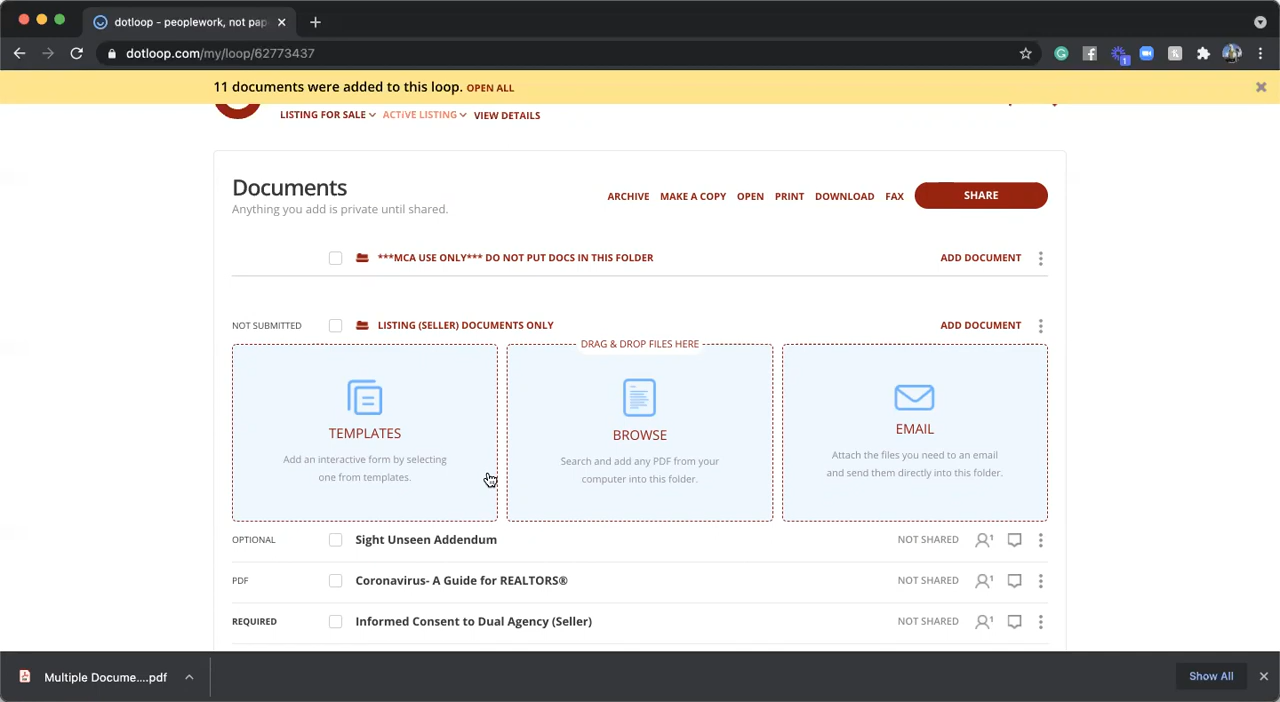 dotloop - peoplework, not pap
dotloop.com/my/loop/62773437
1
11 documents were added to this loop. OPEN ALL
LISTING FOR SALE ACTIVE LISTING VIEW DETAILS
Documents
Anything you add is private until shared.
ARCHIVE MAKE A COPY OPEN PRINT DOWNLOAD FAX SHARE
***MCA USE ONLY*** DO NOT PUT DOCS IN THIS FOLDER ADD DOCUMENT
NOT SUBMITTED LISTING (SELLER) DOCUMENTS ONLY ADD DOCUMENT
DRAG & DROP FILES HERE
TEMPLATES
Add an interactive form by selecting
one from templates.
BROWSE
Search and add any PDF from your
computer into this folder.
EMAIL
Attach the files you need to an email
and send them directly into this folder.
OPTIONAL Sight Unseen Addendum NOT SHARED 1
PDF Coronavirus- A Guide for REALTORS® NOT SHARED 1
REQUIRED Informed Consent to Dual Agency (Seller) NOT SHARED 1
Multiple Docume....pdf Show All